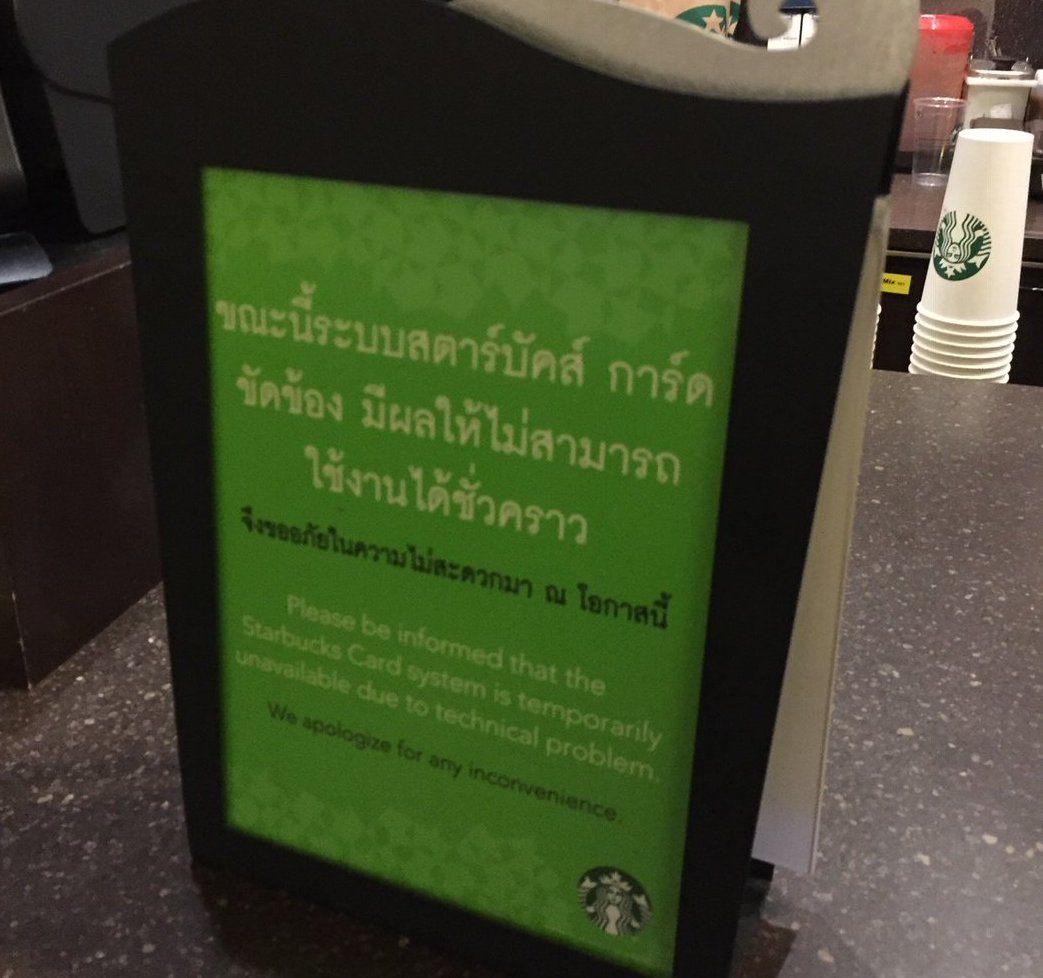 ขณะนี้ระบบสตาร์บัคส์ การ์ด
ขัดข้อง มีผลให้ไม่สามารถ
ใช้งานได้ชั่วคราว
จึงขออภัยในความไม่สะดวกมา ณ โอกาสนี้
Please be informed that the
Starbucks Card system is temporarily
unavailable due to technical problem.
We apologize for any inconvenience.